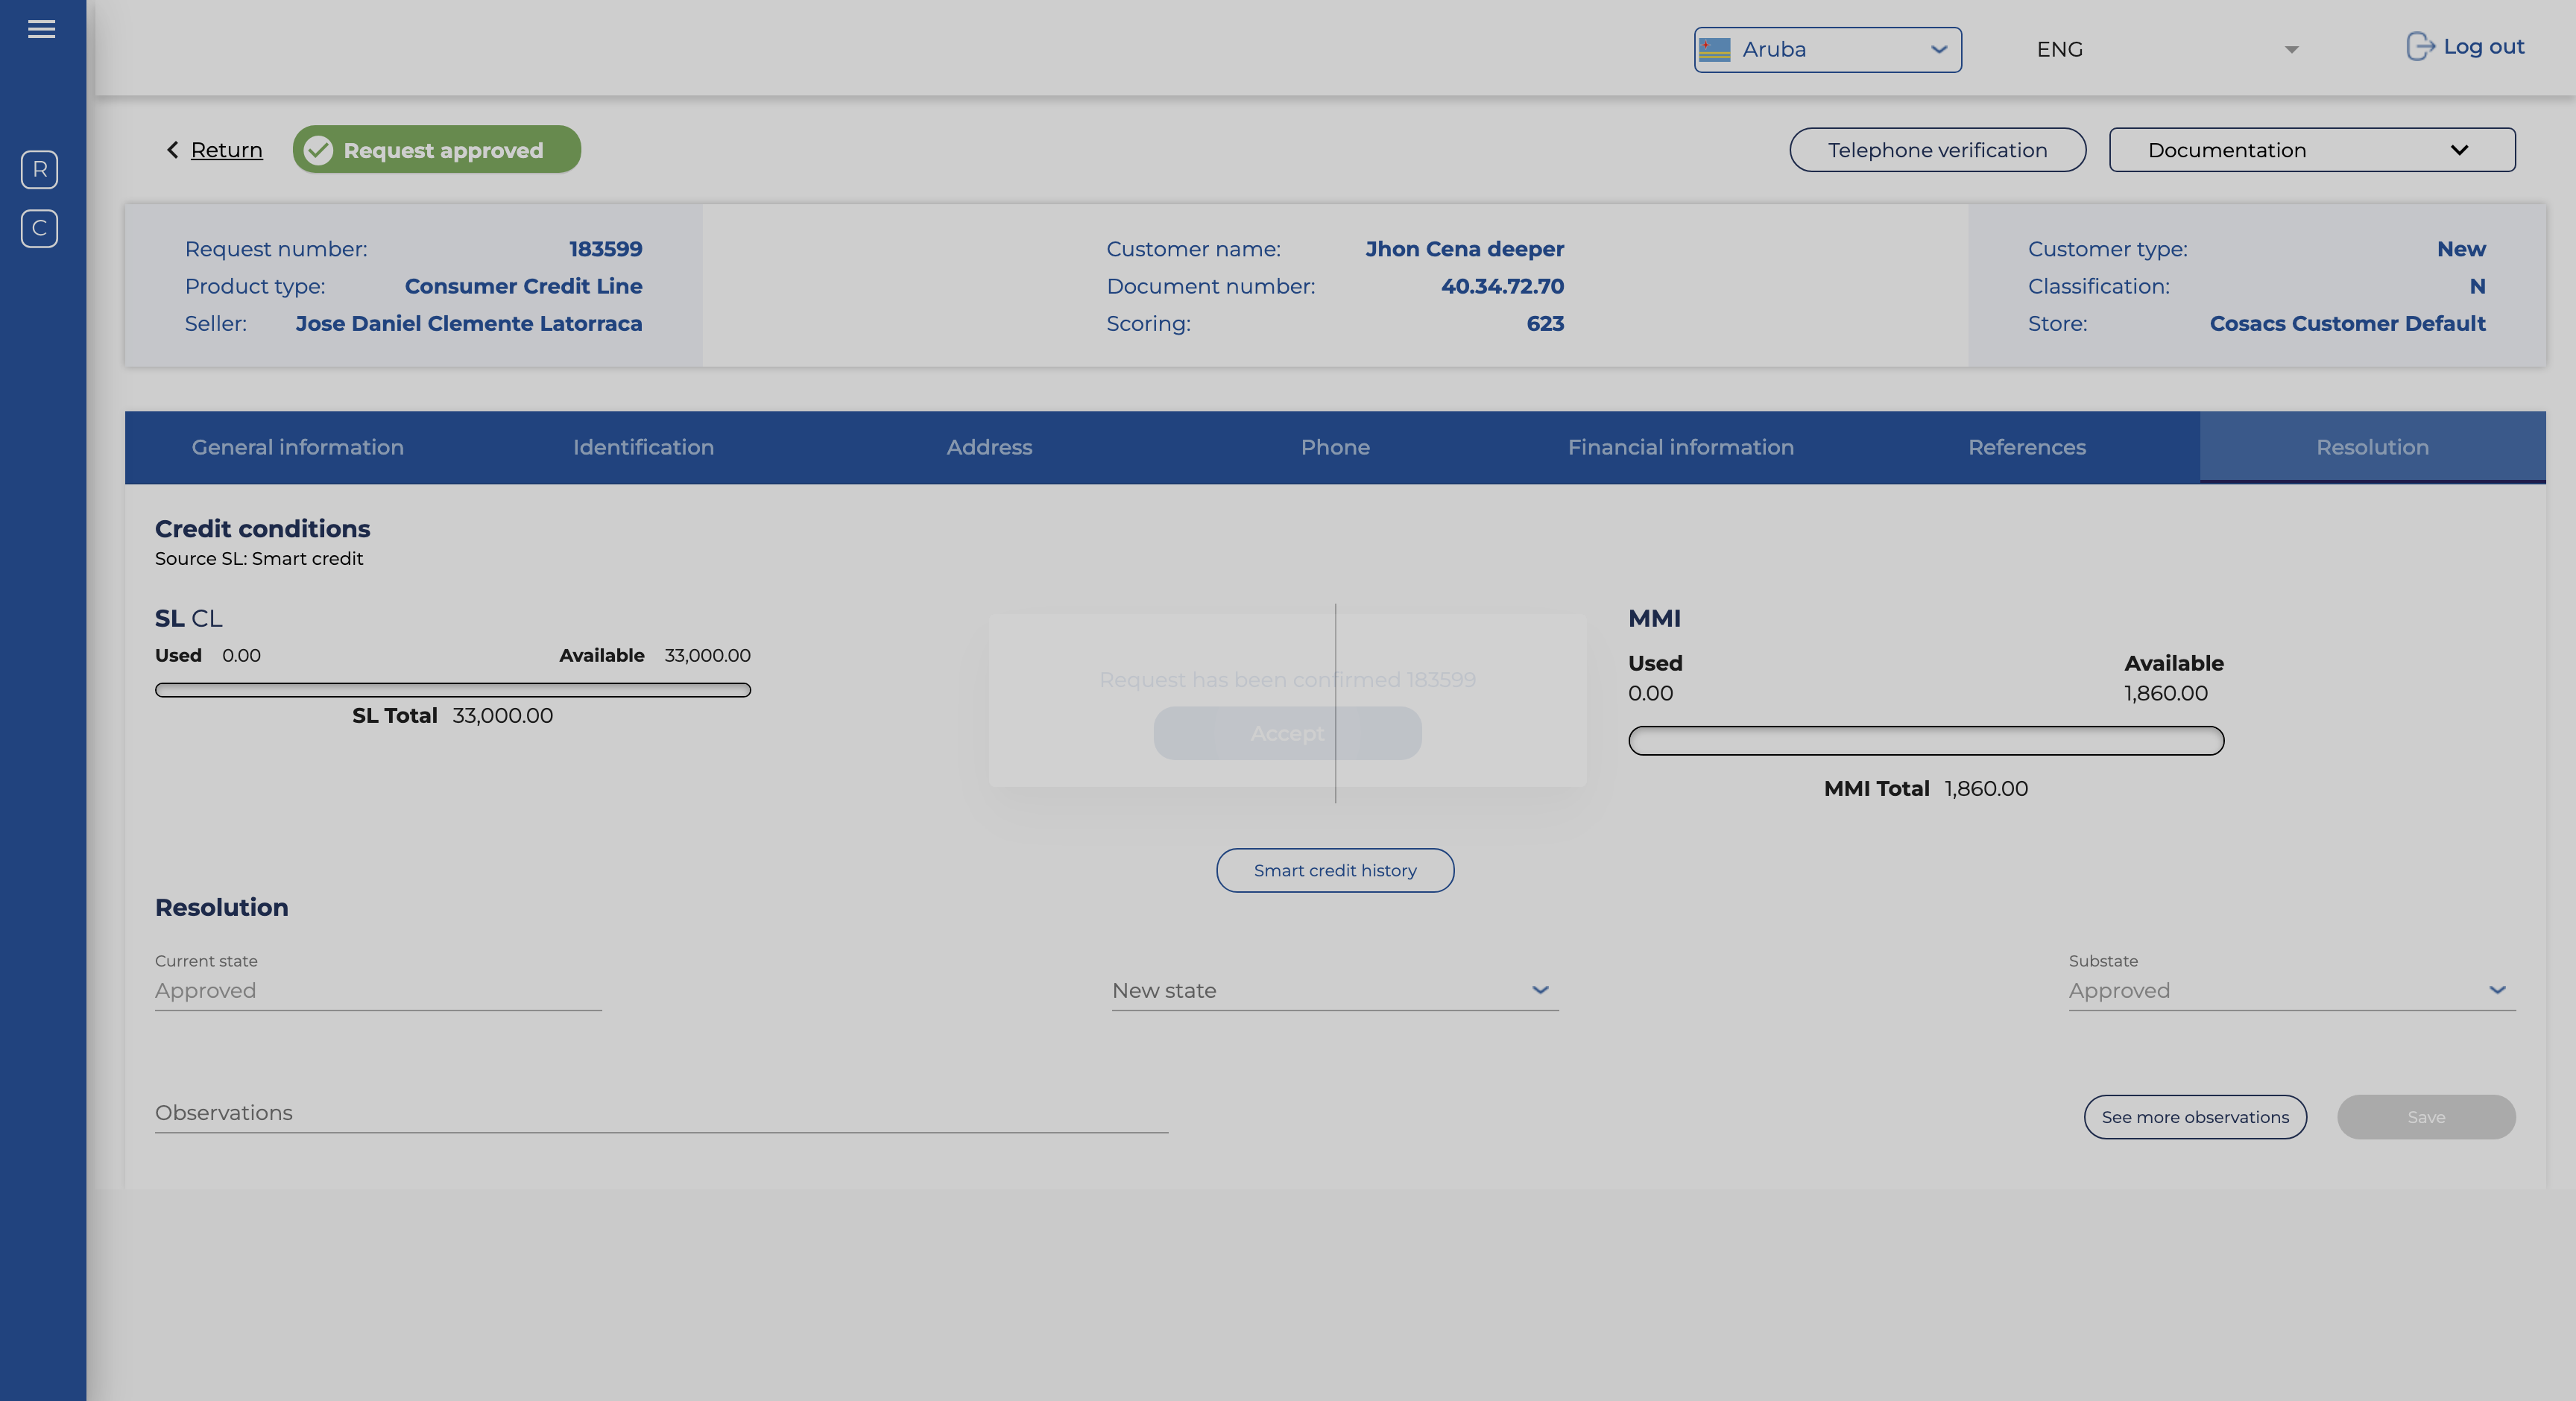 Aruba
ENG
Log out
R
C
Return
Request approved
Telephone verification
Documentation
Request number: 183599
Product type: Consumer Credit Line
Seller: Jose Daniel Clemente Latorraca
Customer name: Jhon Cena deeper
Document number: 40.34.72.70
Scoring: 623
Customer type: New
Classification: N
Store: Cosacs Customer Default
General information
Identification
Address
Phone
Financial information
References
Resolution
Credit conditions
Source SL: Smart credit
SL CL
Used 0.00 Available 33,000.00
SL Total 33,000.00
Request has been confirmed 183599
Accept
MMI
Used Available
0.00 1,860.00
MMI Total 1,860.00
Smart credit history
Resolution
Current state
Approved
New state
Substate
Approved
Observations
See more observations
Save